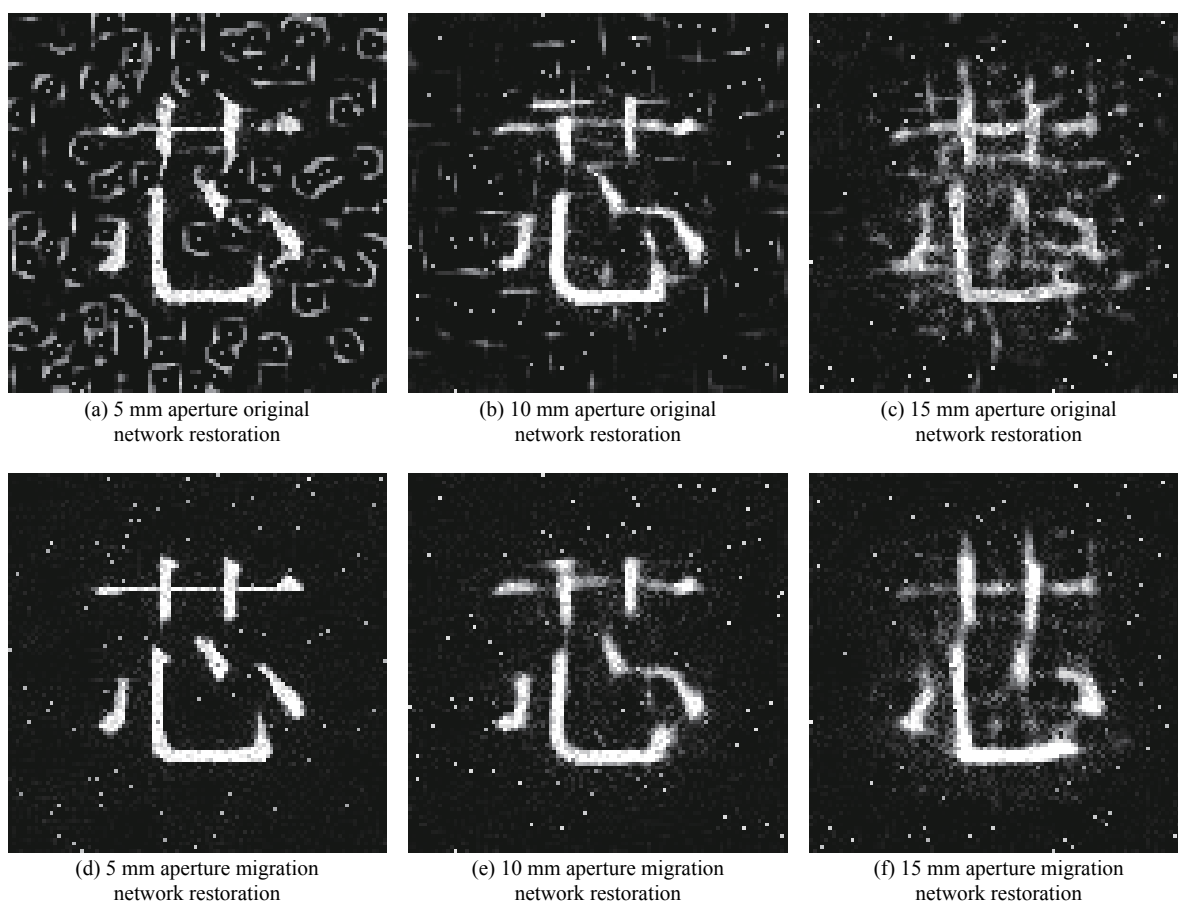 芯 芯 芯
(a) 5 mm aperture original
network restoration
(b) 10 mm aperture original
network restoration
(c) 15 mm aperture original
network restoration
芯 芯 芯
(d) 5 mm aperture migration
network restoration
(e) 10 mm aperture migration
network restoration
(f) 15 mm aperture migration
network restoration